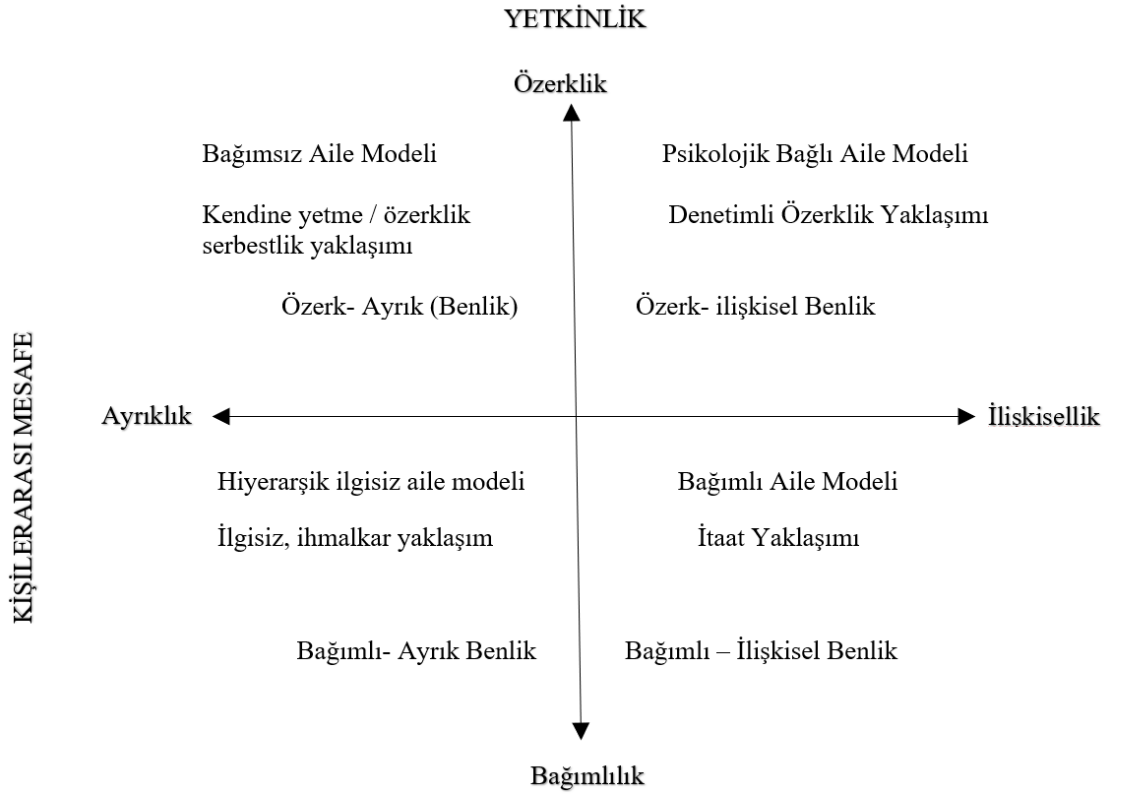 YETKİNLİK
Özerklik
Bağımsız Aile Modeli
Psikolojik Bağlı Aile Modeli
Kendine yetme / özerklik
serbestlik yaklaşımı
Denetimli Özerklik Yaklaşımı
Özerk- Ayrık (Benlik)
Özerk- ilişkisel Benlik
KİŞİLERARASI MESAFE
Ayrıklık
İlişkisellik
Hiyerarşik ilgisiz aile modeli
Bağımlı Aile Modeli
İlgisiz, ihmalkar yaklaşım
İtaat Yaklaşımı
Bağımlı- Ayrık Benlik
Bağımlı – İlişkisel Benlik
Bağımlılık